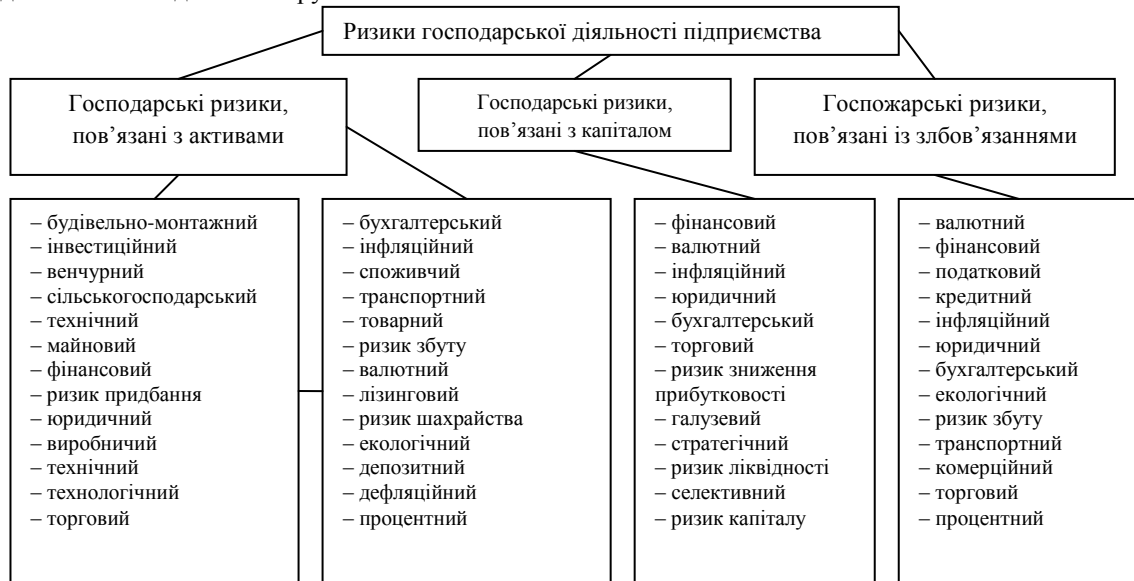 Ризики господарської діяльності підприємства
Господарські ризики,
пов’язані з активами
Господарські ризики,
пов’язані з капіталом
Госпожарські ризики,
пов’язані із злбов’язаннями
– будівельно-монтажний
– інвестиційний
– венчурний
– сільськогосподарський
– технічний
– майновий
– фінансовий
– ризик придбання
– юридичний
– виробничий
– технічний
– технологічний
– торговий
– бухгалтерський
– інфляційний
– споживчий
– транспортний
– товарний
– ризик збуту
– валютний
– лізинговий
– ризик шахрайства
– екологічний
– депозитний
– дефляційний
– процентний
– фінансовий
– валютний
– інфляційний
– юридичний
– бухгалтерський
– торговий
– ризик зниження
прибутковості
– галузевий
– стратегічний
– ризик ліквідності
– селективний
– ризик капіталу
– валютний
– фінансовий
– податковий
– кредитний
– інфляційний
– юридичний
– бухгалтерський
– екологічний
– ризик збуту
– транспортний
– комерційний
– торговий
– процентний